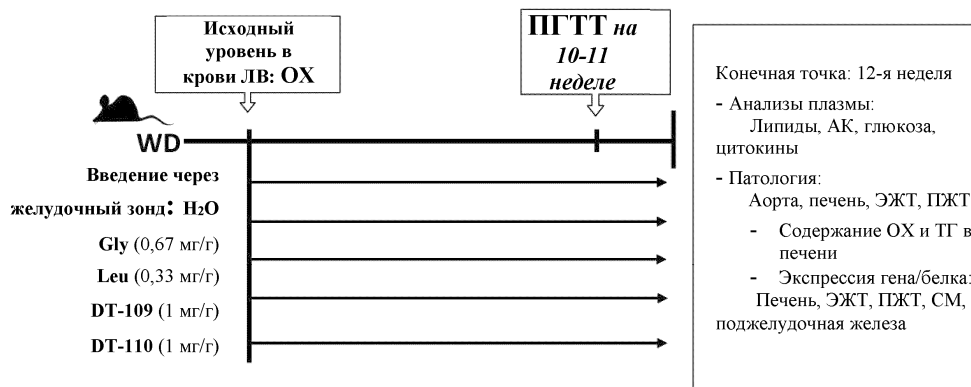 Исходный
уровень в
крови ЛВ: ОХ
ПГТТ на
10-11
неделе
WD
Введение через
желудочный зонд: H2O
Gly (0,67 мг/г)
Leu (0,33 мг/г)
DT-109 (1 мг/г)
DT-110 (1 мг/г)
Конечная точка: 12-я неделя
- Анализы плазмы:
Липиды, АК, глюкоза,
цитокины
- Патология:
Аорта, печень, ЭЖТ, ПЖТ
- Содержание ОХ и ТГ в
печени
- Экспрессия гена/белка:
Печень, ЭЖТ, ПЖТ, СМ,
поджелудочная железа